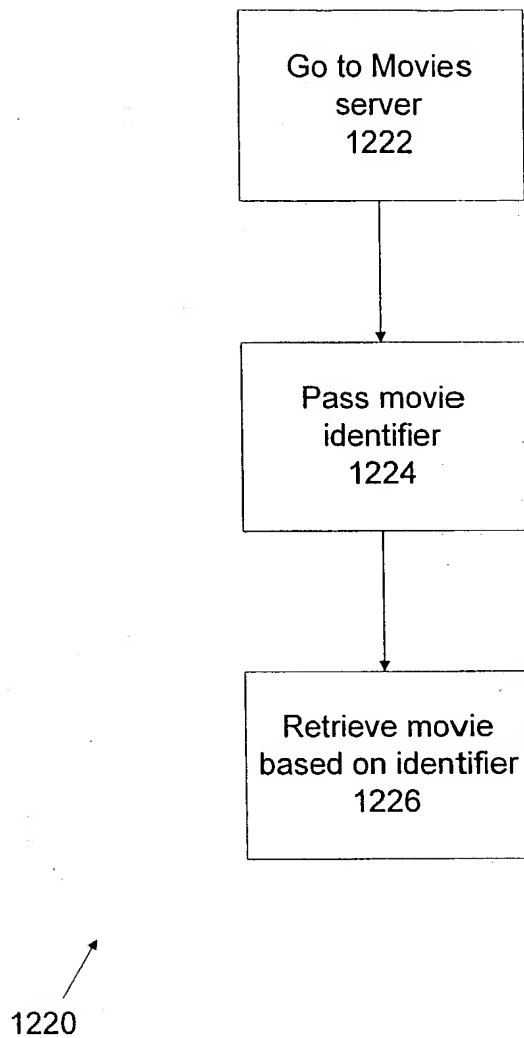 Go to Movies
server
1222
Pass movie
identifier
1224
Retrieve movie
based on identifier
1226
1220